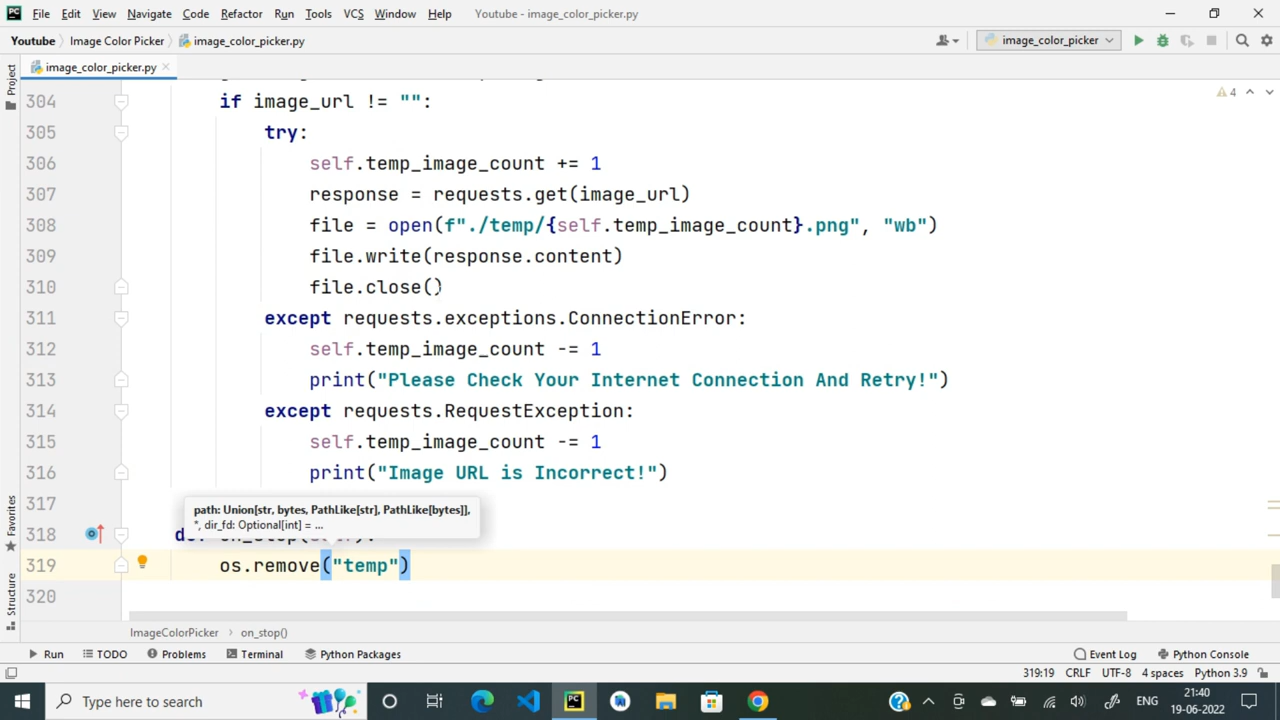 File Edit View Navigate Code Refactor Run Tools VCS Window Help Youtube - image_color_picker.py
Youtube Image Color Picker image_color_picker.py image_color_picker
Project
image_color_picker.py
304 if image_url != "": 4
305 try:
306 self.temp_image_count += 1
307 response = requests.get(image_url)
308 file = open(f"./temp/{self.temp_image_count}.png", "wb")
309 file.write(response.content)
310 file.close()
311 except requests.exceptions.ConnectionError:
312 self.temp_image_count -= 1
313 print("Please Check Your Internet Connection And Retry!")
314 except requests.RequestException:
315 self.temp_image_count -= 1
316 print("Image URL is Incorrect!")
317
path: Union[str, bytes, PathLike[str], PathLike[bytes]],
*, dir_fd: Optional[int] = ...
318 def on_stop(self):
319 os.remove("temp")
320
Favorites
Structure
ImageColorPicker on_stop()
Run TODO Problems Terminal Python Packages Event Log Python Console
319:19 CRLF UTF-8 4 spaces Python 3.9
Type here to search ENG 21:40
19-06-2022